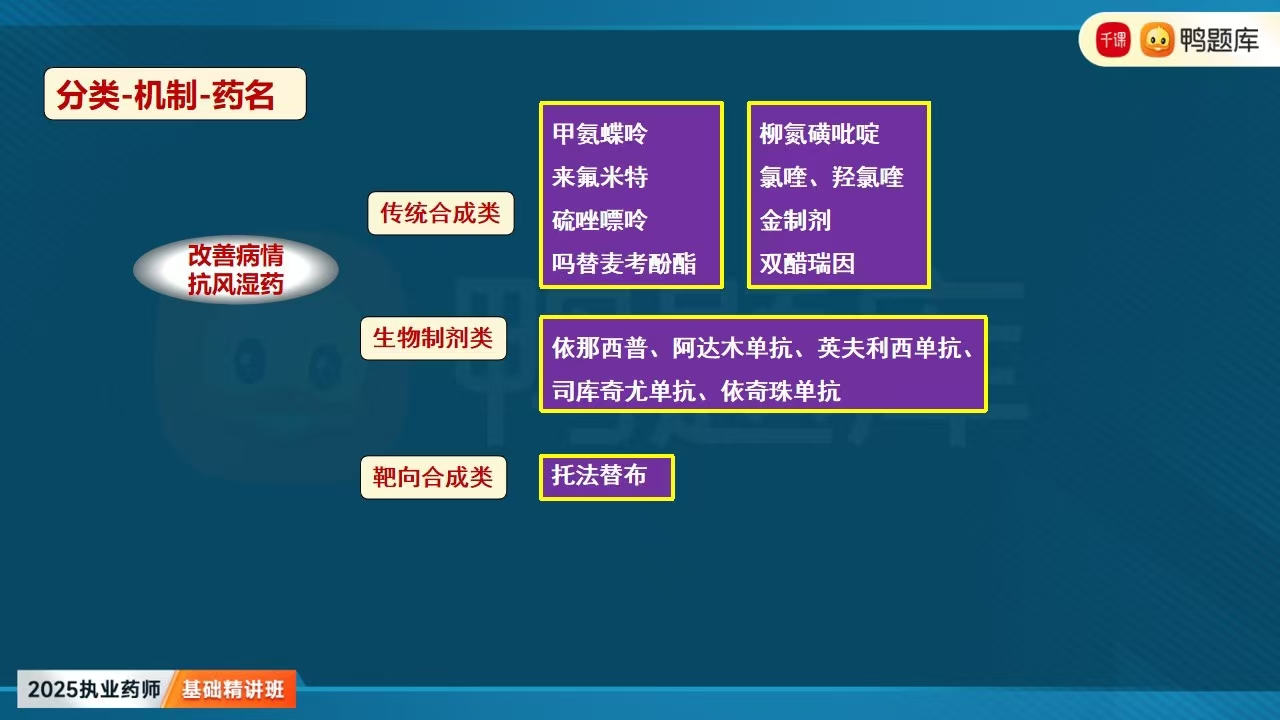 千课 鸭题库
分类-机制-药名
改善病情
抗风湿药
传统合成类
甲氨蝶呤
来氟米特
硫唑嘌呤
吗替麦考酚酯
柳氮磺吡啶
氯喹、羟氯喹
金制剂
双醋瑞因
生物制剂类
依那西普、阿达木单抗、英夫利西单抗、
司库奇尤单抗、依奇珠单抗
靶向合成类
托法替布
鸭题库
2025执业药师 基础精讲班